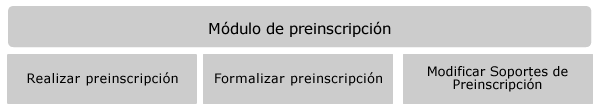 Módulo de preinscripción
Realizar preinscripción
Formalizar preinscripción
Modificar Soportes de
Preinscripción